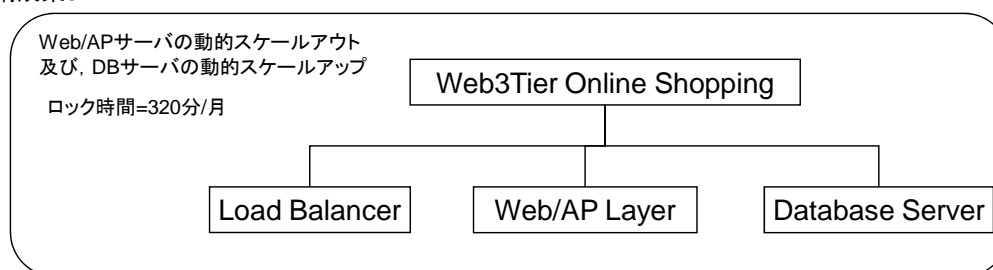 Web/APサーバの動的スケールアウト
及び，DBサーバの動的スケールアップ
ロック時間=320分/月
Web3Tier Online Shopping
Load Balancer
Web/AP Layer
Database Server